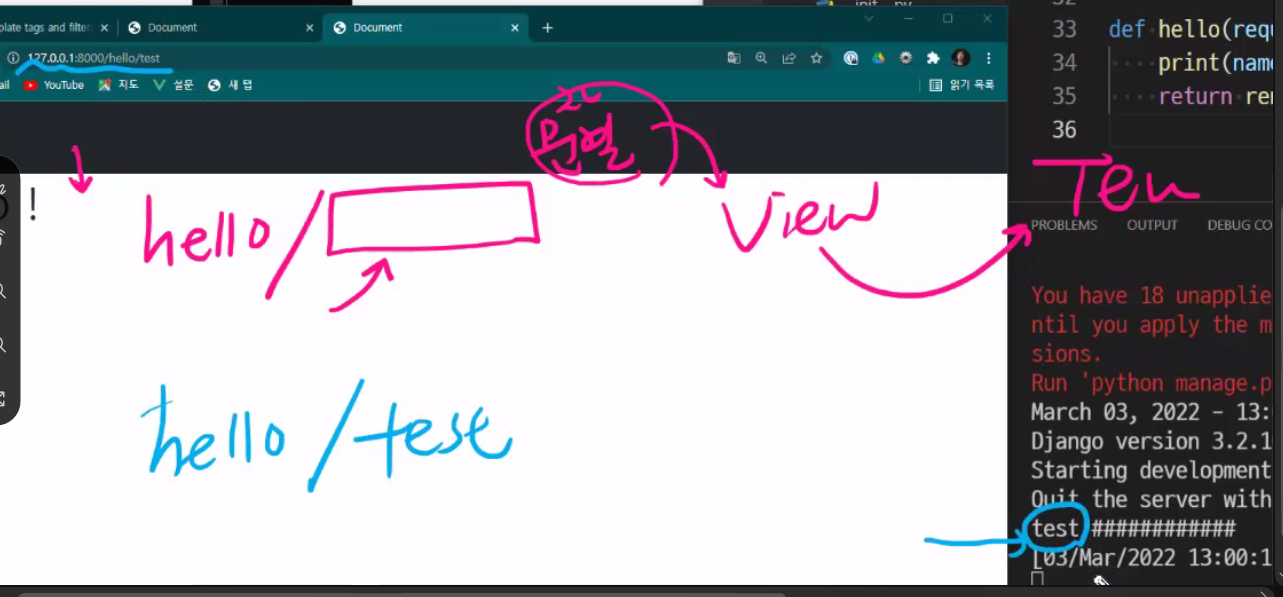 plate tags and filter
Document
Document
127.0.0.1:8000/hello/test
ail YouTube 지도 설문 새 탭
읽기 목록
__init__.py
32
33 def hello(requ
34 print(name
35 return rer
36
!
hello/
문열
View
Tem
PROBLEMS OUTPUT DEBUG CO
You have 18 unapplie
ntil you apply the m
sions.
Run 'python manage.p
March 03, 2022 - 13:
Django version 3.2.1
Starting development
Quit the server with
test ############
[03/Mar/2022 13:00:1
hello/test